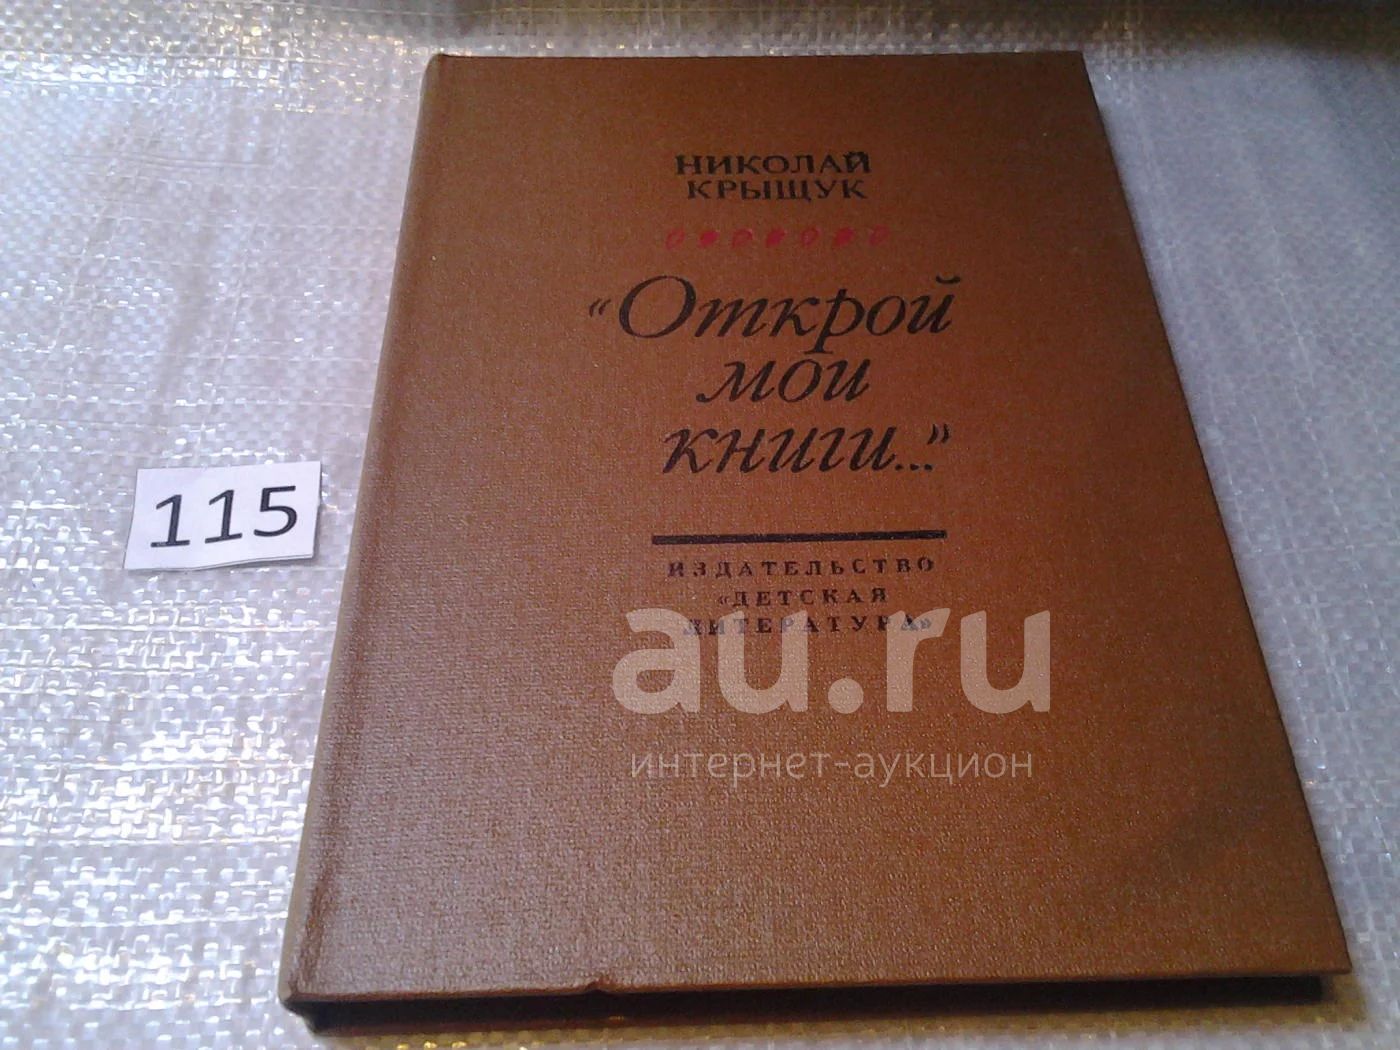 НИКОЛАЙ
КРЫЩУК
«Открой
мои
книги...»
ИЗДАТЕЛЬСТВО
«ДЕТСКАЯ
ЛИТЕРАТУРА»
115
au.ru
интернет-аукцион